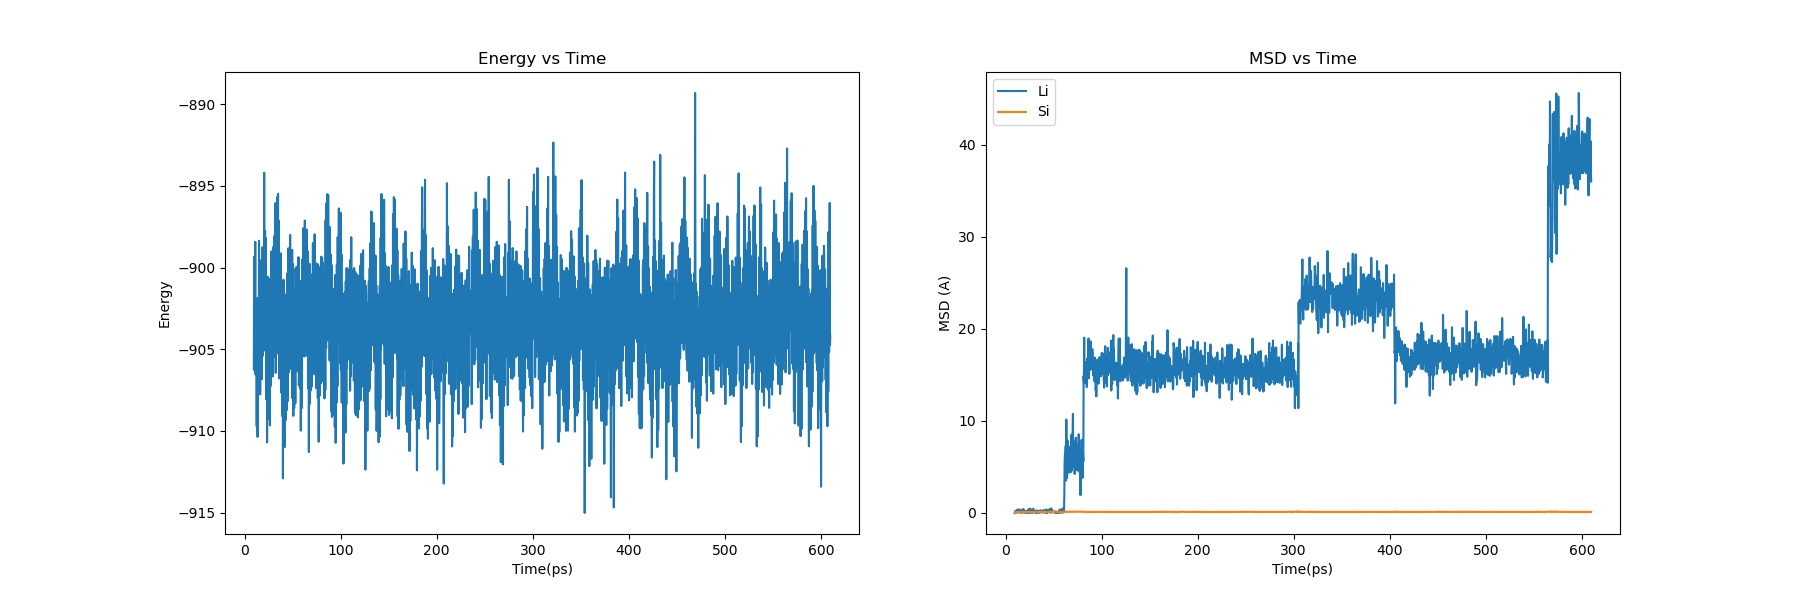 Energy vs Time
−890
−895
−900
−905
−910
−915
Energy
0 100 200 300 400 500 600
Time(ps)
MSD vs Time
Li
Si
40
30
20
10
0
MSD (A)
0 100 200 300 400 500 600
Time(ps)